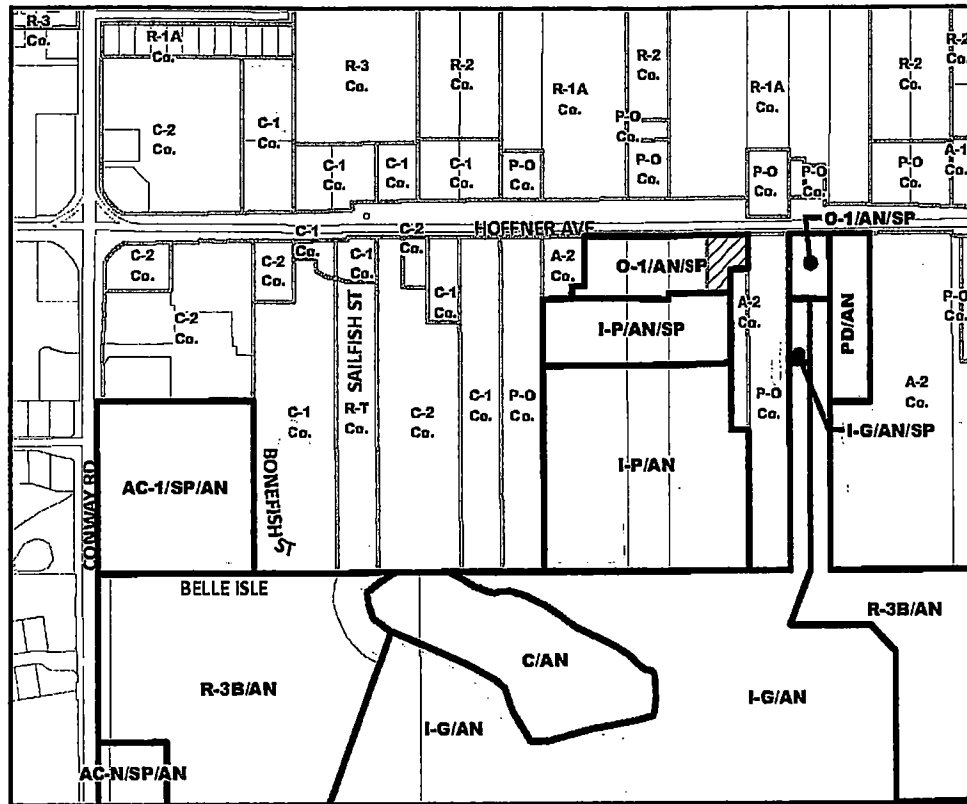 R-3
Co.
R-1A
Co.
R-3
Co.
R-2
Co.
R-1A
Co.
R-2
Co.
R-1A
Co.
R-2
Co.
R-2
Co.
C-2
Co.
C-1
Co.
P-O
Co.
C-1
Co.
C-1
Co.
C-1
Co.
P-O
Co.
P-O
Co.
P-O
Co.
P-O
Co.
P-O
Co.
A-1
Co.
O-1/AN/SP
HOFFNER AVE
C-1
Co.
C-2
Co.
C-2
Co.
C-2
Co.
C-1
Co.
A-2
Co.
O-1/AN/SP
C-1
Co.
A-2
Co.
P-O
Co.
C-2
Co.
I-P/AN/SP
PD/AN
SAILFISH ST
C-1
Co.
R-T
Co.
C-2
Co.
C-1
Co.
P-O
Co.
P-O
Co.
A-2
Co.
I-G/AN/SP
I-P/AN
AC-1/SP/AN
BONEFISH
ST
CONWAY RD
BELLE ISLE
R-3B/AN
C/AN
R-3B/AN
I-G/AN
I-G/AN
AC-N/SP/AN